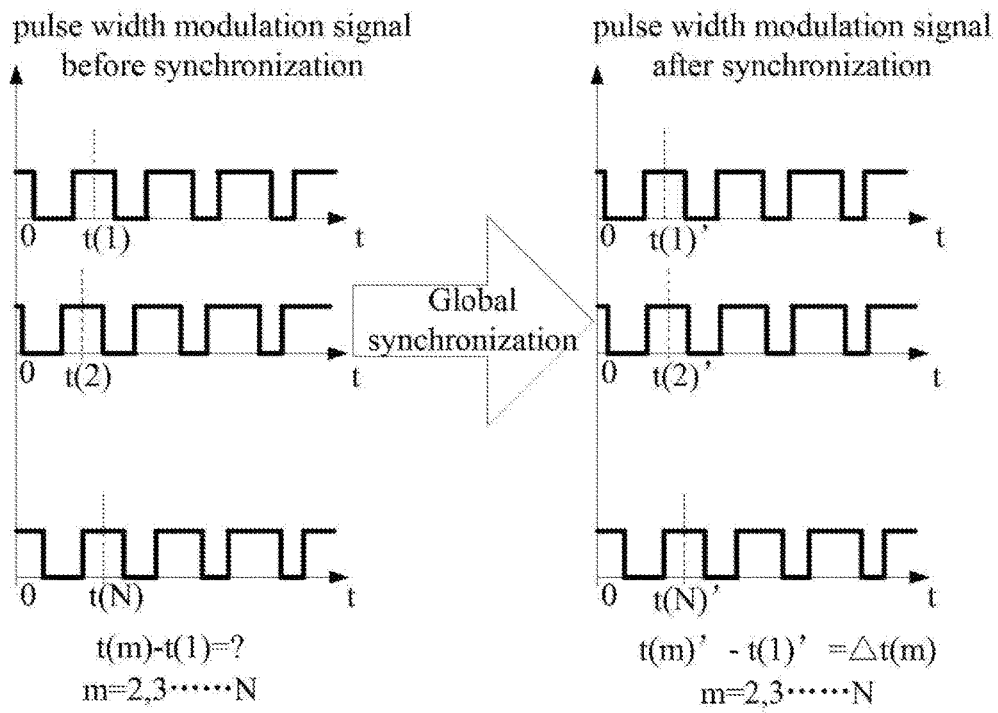 pulse width modulation signal
before synchronization
pulse width modulation signal
after synchronization
0 t(1) t
0 t(1)’ t
0 t(2) t
Global
synchronization
0 t(2)’ t
0 t(N) t
0 t(N)’ t
t(m)-t(1)=?
m=2,3⋯⋯N
t(m)’ - t(1)’ =△t(m)
m=2,3⋯⋯N